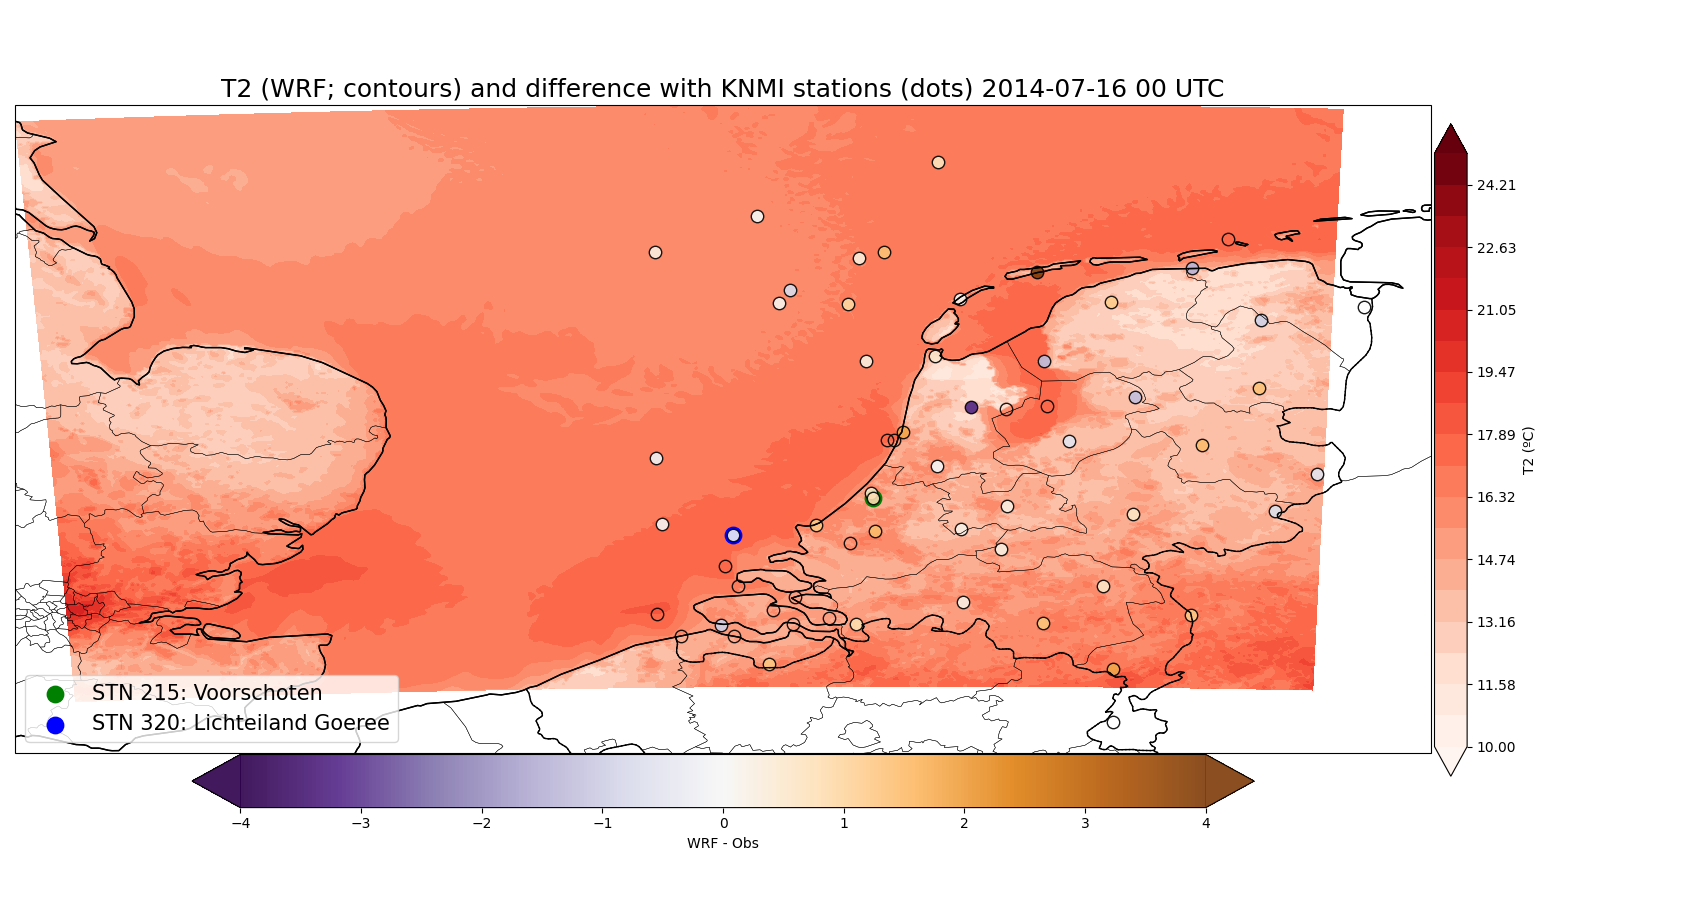 T2 (WRF; contours) and difference with KNMI stations (dots) 2014-07-16 00 UTC
24.21
22.63
21.05
19.47
17.89
16.32
14.74
13.16
11.58
10.00
T2 (ºC)
STN 215: Voorschoten
STN 320: Lichteiland Goeree
−4 −3 −2 −1 0 1 2 3 4
WRF - Obs